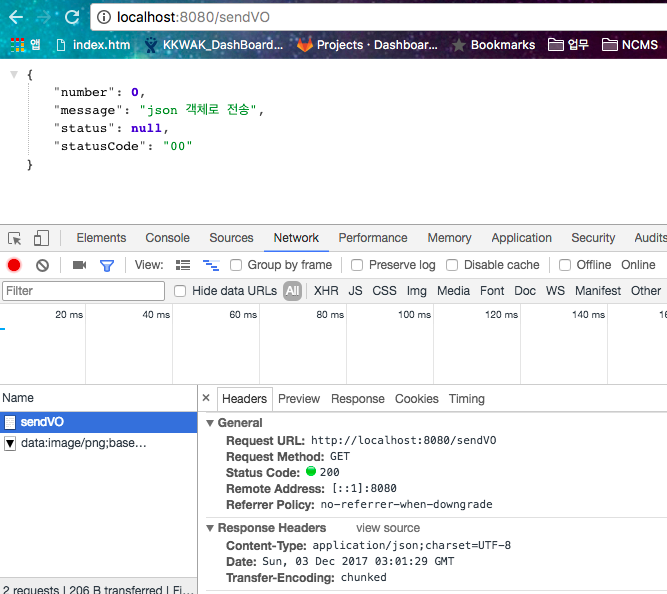 localhost:8080/sendVO
앱 index.htm KKWAK_DashBoard... Projects · Dashboar... Bookmarks 업무 NCMS
{
"number": 0,
"message": "json 객체로 전송",
"status": null,
"statusCode": "00"
}
Elements Console Sources Network Performance Memory Application Security Audits
View: Group by frame Preserve log Disable cache Offline Online
Filter Hide data URLs All XHR JS CSS Img Media Font Doc WS Manifest Other
20 ms 40 ms 60 ms 80 ms 100 ms 120 ms 140 ms 16
Name
sendVO
data:image/png;base...
× Headers Preview Response Cookies Timing
▼ General
Request URL: http://localhost:8080/sendVO
Request Method: GET
Status Code: 200
Remote Address: [::1]:8080
Referrer Policy: no-referrer-when-downgrade
▼ Response Headers view source
Content-Type: application/json;charset=UTF-8
Date: Sun, 03 Dec 2017 03:01:29 GMT
Transfer-Encoding: chunked
2 requests | 206 B transferred | Fi...